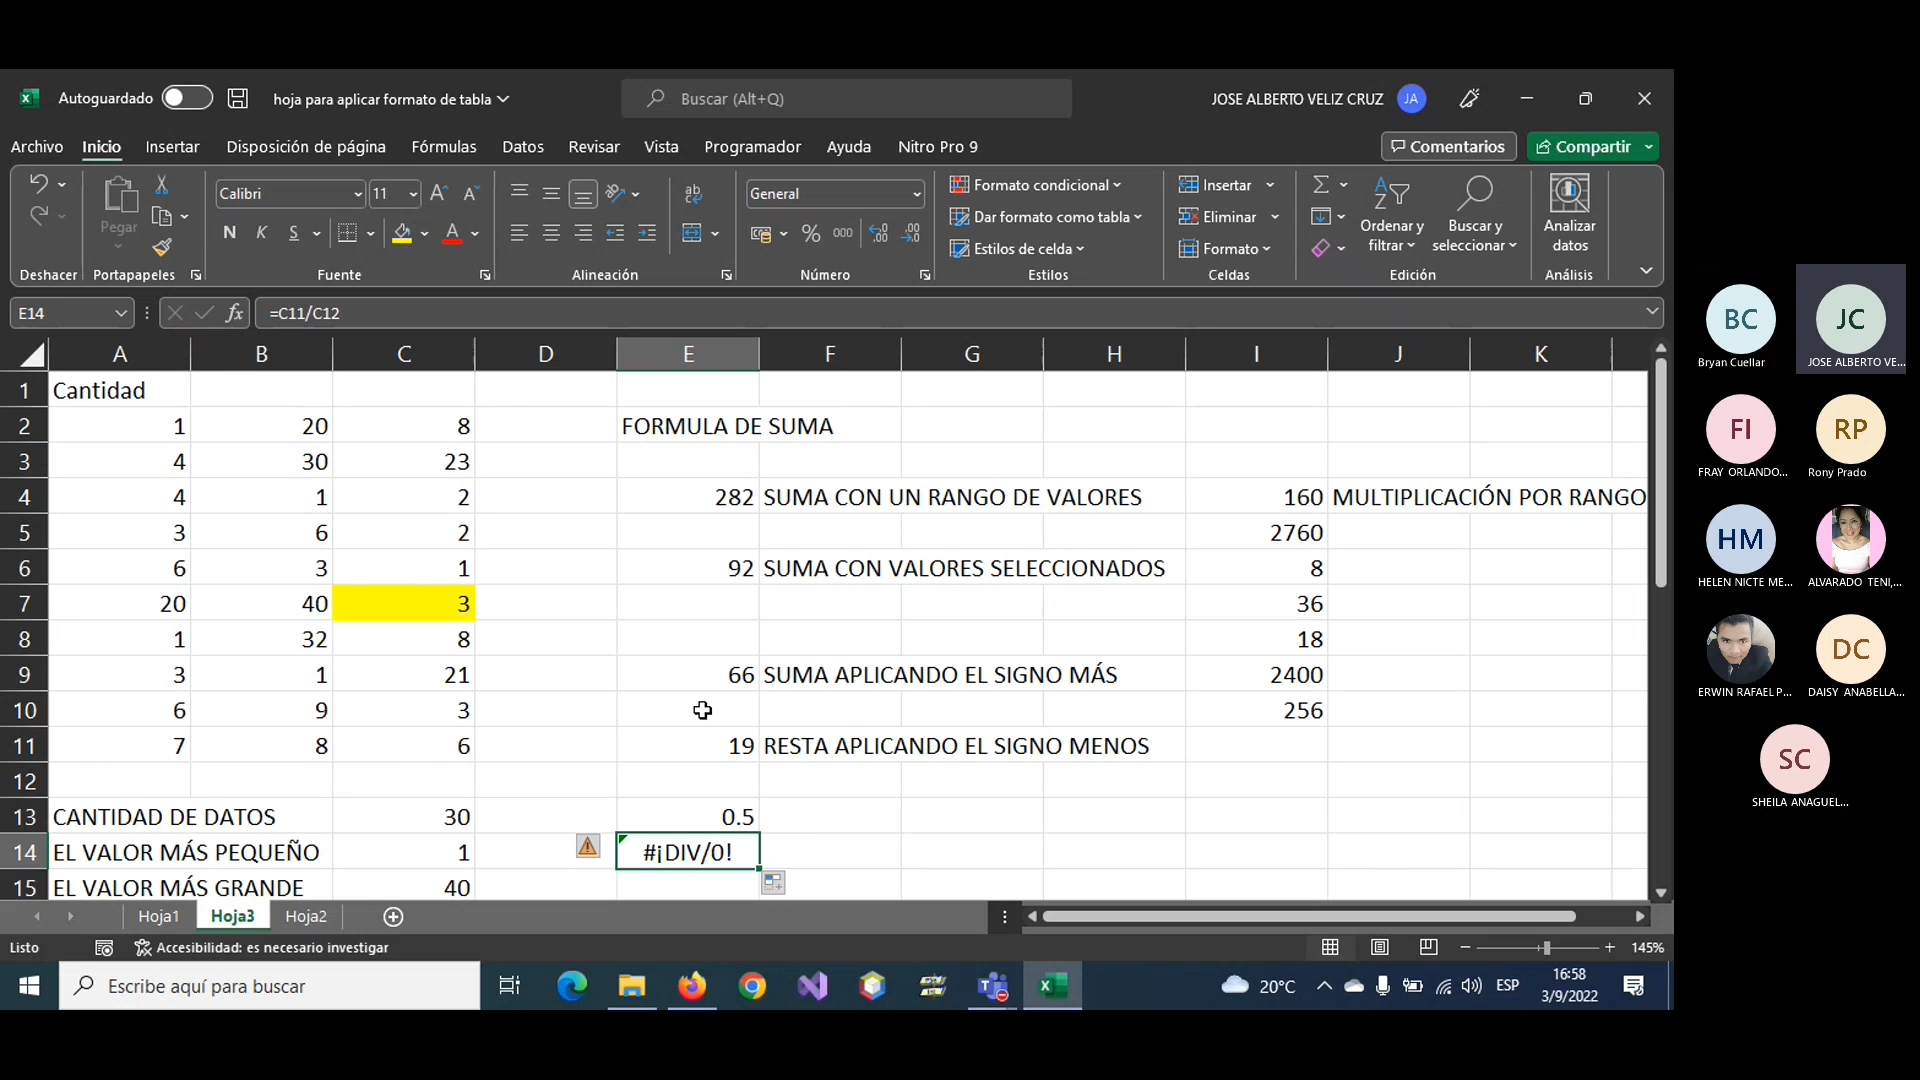 Autoguardado
hoja para aplicar formato de tabla
Buscar (Alt+Q)
JOSE ALBERTO VELIZ CRUZ
JA
Archivo Inicio Insertar Disposición de página Fórmulas Datos Revisar Vista Programador Ayuda Nitro Pro 9
Comentarios
Compartir
Pegar
Calibri
11
N K S
General
% 000
Formato condicional
Dar formato como tabla
Estilos de celda
Insertar
Eliminar
Formato
Ordenar y
filtrar
Buscar y
seleccionar
Analizar
datos
Deshacer Portapapeles Fuente Alineación Número Estilos Celdas Edición Análisis
E14
fx
=C11/C12
A B C D E F G H I J K
1 Cantidad
2 1 20 8 FORMULA DE SUMA
3 4 30 23
4 4 1 2 282 SUMA CON UN RANGO DE VALORES 160 MULTIPLICACIÓN POR RANGO
5 3 6 2 2760
6 6 3 1 92 SUMA CON VALORES SELECCIONADOS 8
7 20 40 3 36
8 1 32 8 18
9 3 1 21 66 SUMA APLICANDO EL SIGNO MÁS 2400
10 6 9 3 256
11 7 8 6 19 RESTA APLICANDO EL SIGNO MENOS
12
13 CANTIDAD DE DATOS 30 0.5
14 EL VALOR MÁS PEQUEÑO 1 #¡DIV/0!
15 EL VALOR MÁS GRANDE 40
Hoja1 Hoja3 Hoja2
Listo
Accesibilidad: es necesario investigar
145%
Escribe aquí para buscar
20°C
ESP
16:58
3/9/2022
BC
Bryan Cuellar
JC
JOSE ALBERTO VE...
FI
FRAY ORLANDO...
RP
Rony Prado
HM
HELEN NICTE ME...
ALVARADO TENI,...
ERWIN RAFAEL P...
DC
DAISY ANABELLA...
SC
SHEILA ANAGUEL...